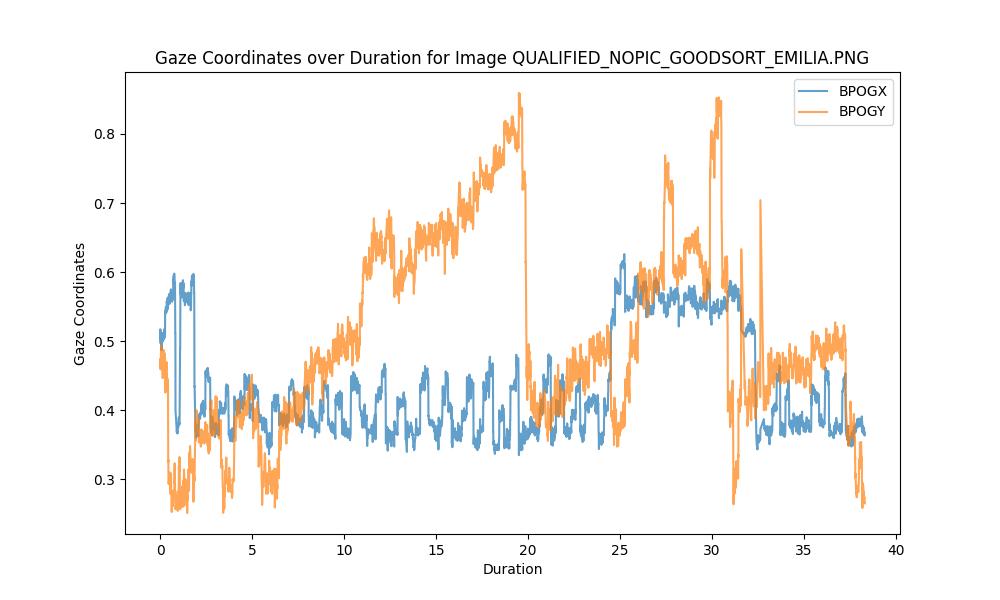 Gaze Coordinates over Duration for Image QUALIFIED_NOPIC_GOODSORT_EMILIA.PNG
BPOGX
BPOGY
0.8
0.7
0.6
0.5
0.4
0.3
Gaze Coordinates
0 5 10 15 20 25 30 35 40
Duration